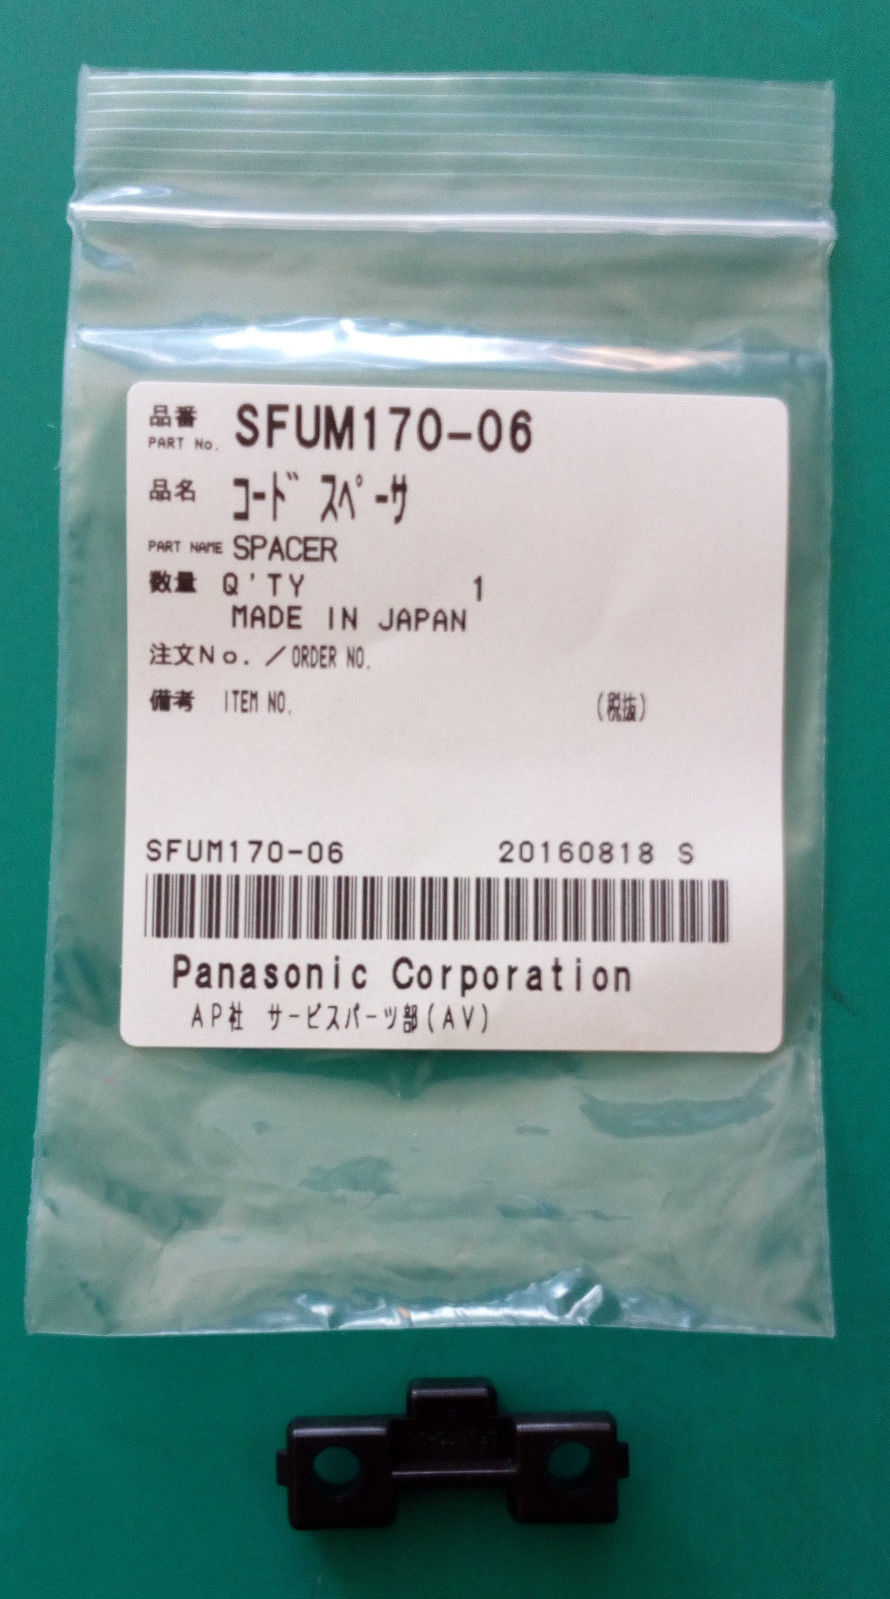 品番 PART No. SFUM170-06
品名 コード スペーサ
PART NAME SPACER
数量 Q'TY 1
MADE IN JAPAN
注文No.／ORDER NO.
備考 ITEM NO. (税抜)
SFUM170-06 20160818 S
Panasonic Corporation
AP社 サービスパーツ部(AV)